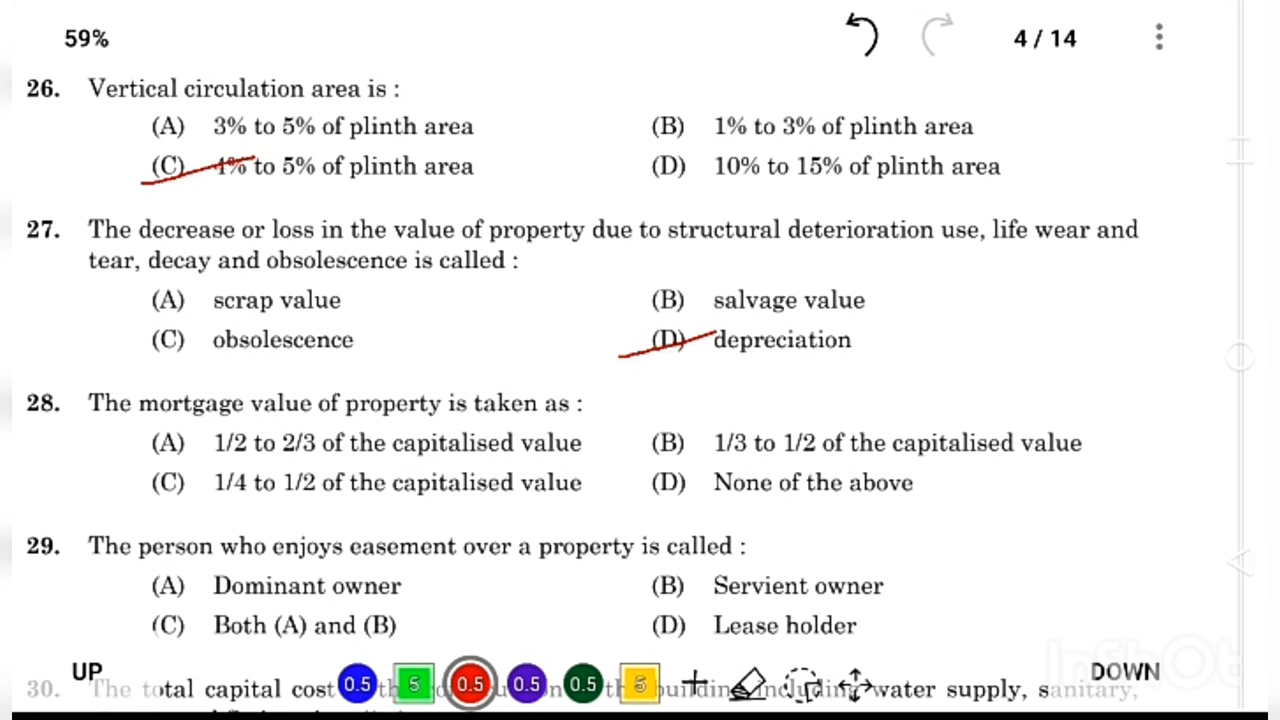 59%
4 / 14
26. Vertical circulation area is :
(A) 3% to 5% of plinth area (B) 1% to 3% of plinth area
(C) 4% to 5% of plinth area (D) 10% to 15% of plinth area
27. The decrease or loss in the value of property due to structural deterioration use, life wear and
tear, decay and obsolescence is called :
(A) scrap value (B) salvage value
(C) obsolescence (D) depreciation
28. The mortgage value of property is taken as :
(A) 1/2 to 2/3 of the capitalised value (B) 1/3 to 1/2 of the capitalised value
(C) 1/4 to 1/2 of the capitalised value (D) None of the above
29. The person who enjoys easement over a property is called :
(A) Dominant owner (B) Servient owner
(C) Both (A) and (B) (D) Lease holder
UP 0.5 5 0.5 0.5 0.5 5 DOWN
30. The total capital cost building including water supply, sanitary,